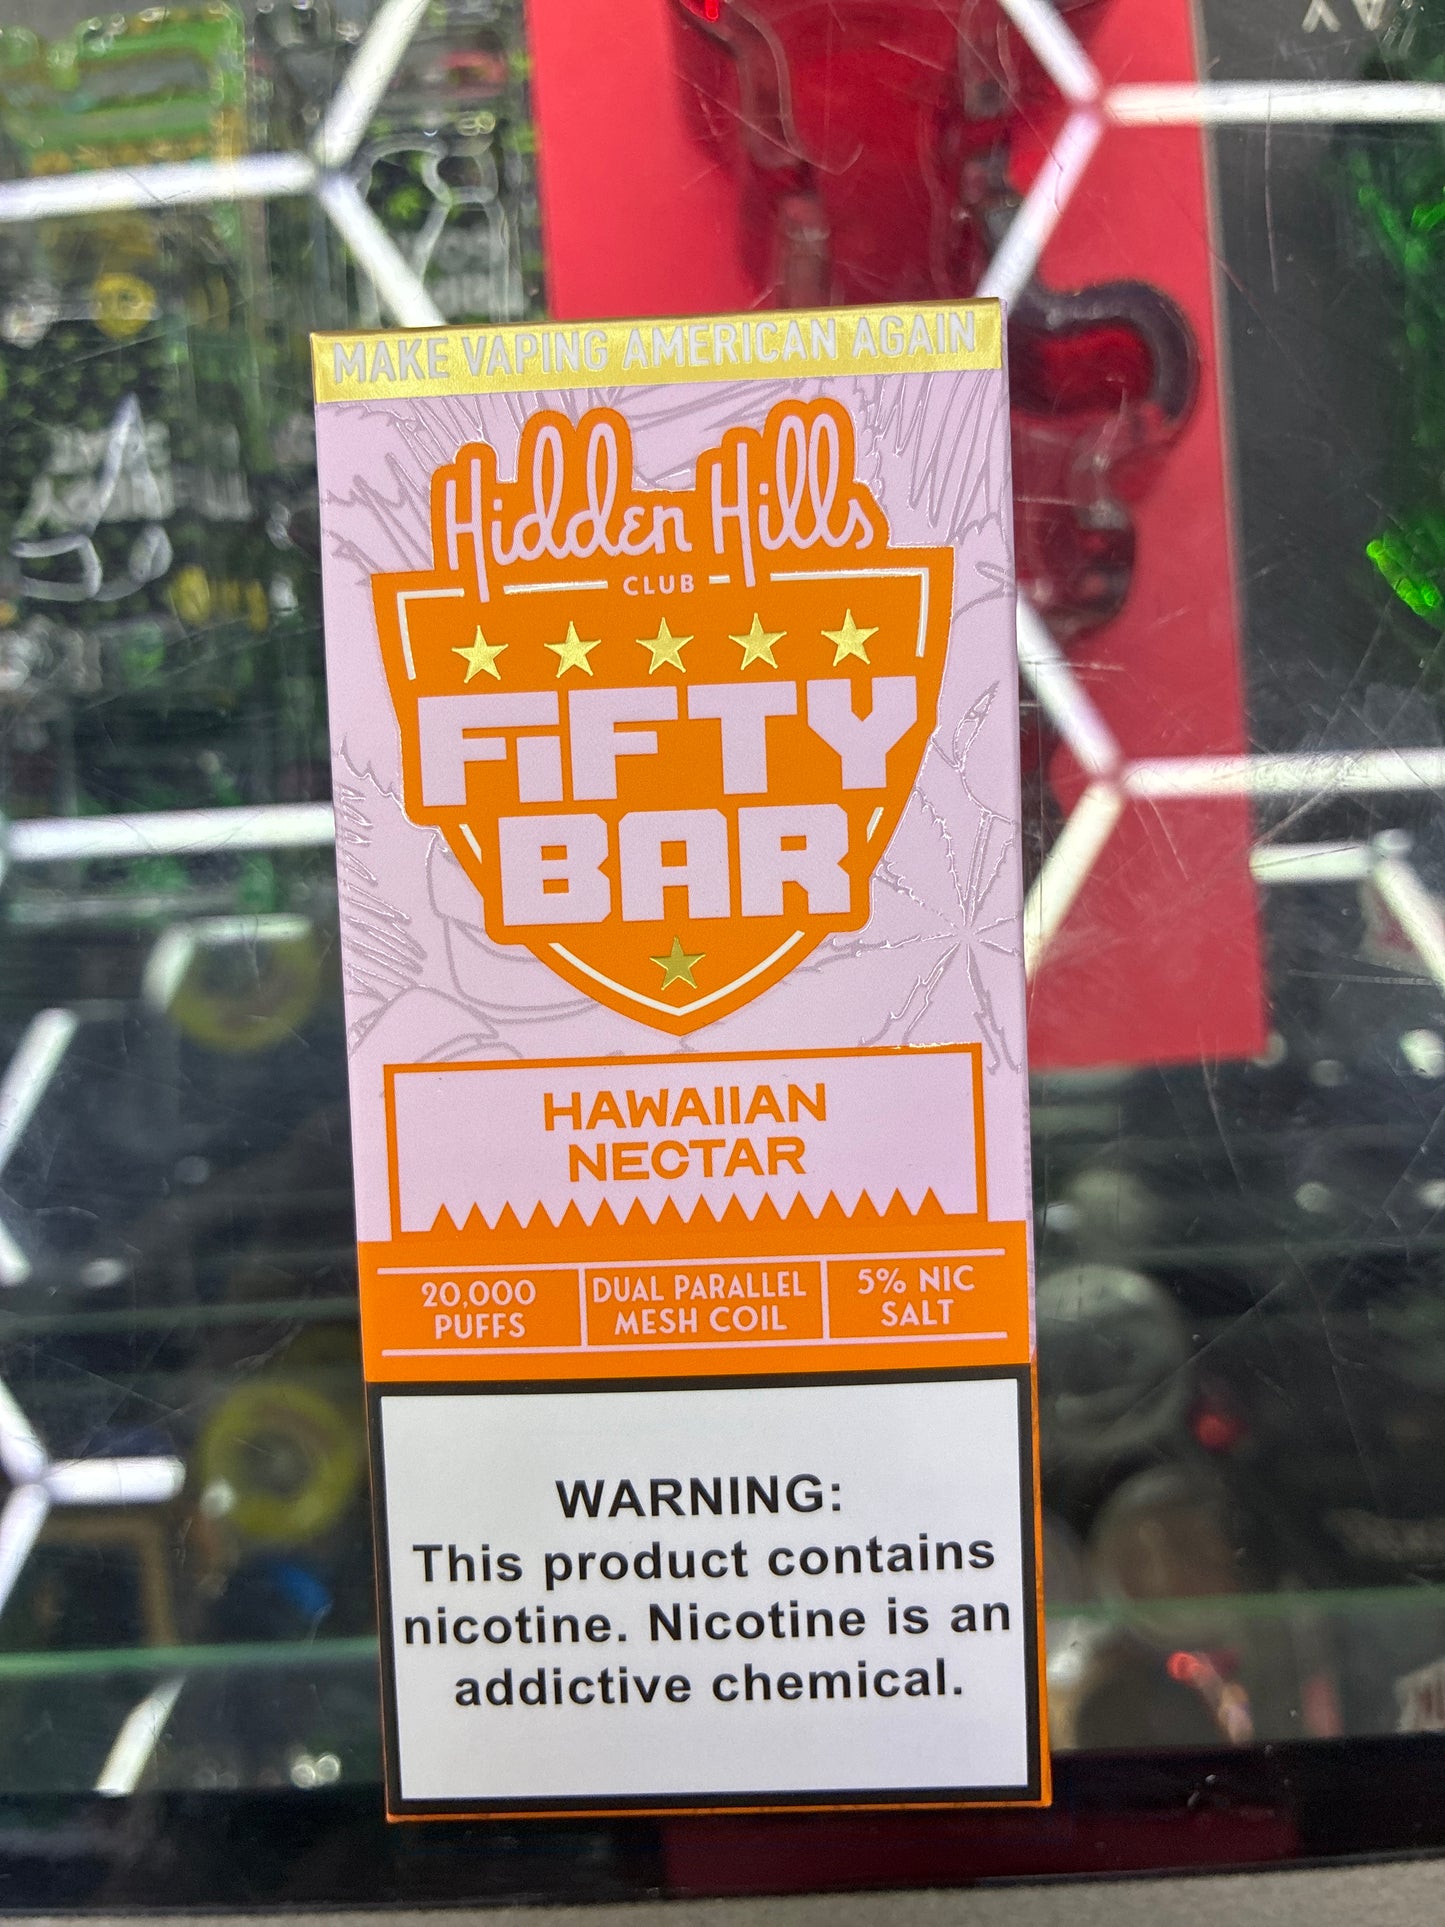 MAKE VAPING AMERICAN AGAIN
Hidden Hills
CLUB
FiFTY
BAR
HAWAIIAN
NECTAR
20,000
PUFFS
DUAL PARALLEL
MESH COIL
5% NIC
SALT
WARNING:
This product contains
nicotine. Nicotine is an
addictive chemical.